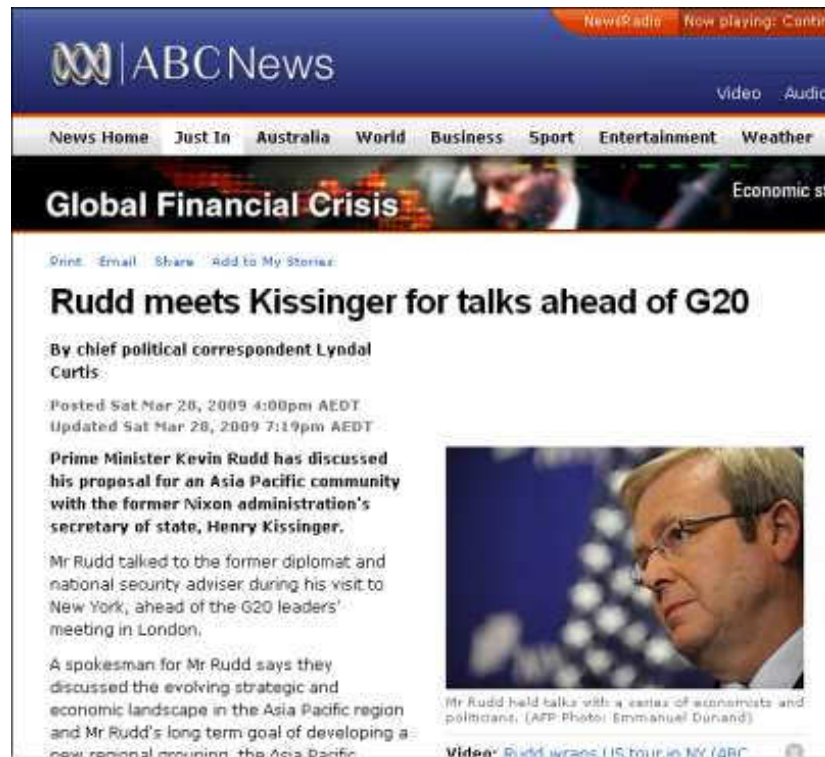 NewsRadio Now playing: Contin
ABC News
Video Audio
News Home Just In Australia World Business Sport Entertainment Weather
Global Financial Crisis
Economic st
Print Email Share Add to My Stories
Rudd meets Kissinger for talks ahead of G20
By chief political correspondent Lyndal
Curtis
Posted Sat Mar 28, 2009 4:00pm AEDT
Updated Sat Mar 28, 2009 7:19pm AEDT
Prime Minister Kevin Rudd has discussed
his proposal for an Asia Pacific community
with the former Nixon administration's
secretary of state, Henry Kissinger.
Mr Rudd talked to the former diplomat and
national security adviser during his visit to
New York, ahead of the G20 leaders'
meeting in London.
A spokesman for Mr Rudd says they
discussed the evolving strategic and
economic landscape in the Asia Pacific region
and Mr Rudd's long term goal of developing a
new regional grouping, the Asia Pacific
Mr Rudd held talks with a series of economists and
politicians. (AFP Photo: Emmanuel Dunand)
Video: Rudd wraps US tour in NY (ABC